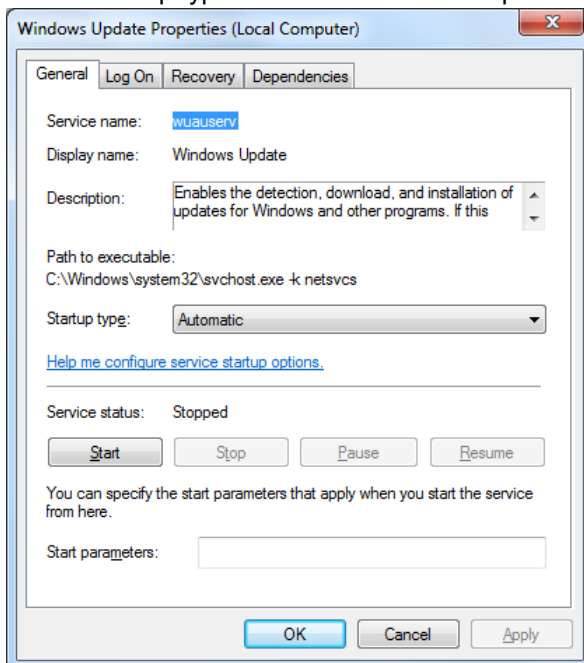 Windows Update Properties (Local Computer)
General Log On Recovery Dependencies
Service name: wuauserv
Display name: Windows Update
Description: Enables the detection, download, and installation of
updates for Windows and other programs. If this
Path to executable:
C:\Windows\system32\svchost.exe -k netsvcs
Startup type: Automatic
Help me configure service startup options.
Service status: Stopped
Start Stop Pause Resume
You can specify the start parameters that apply when you start the service
from here.
Start parameters:
OK Cancel Apply